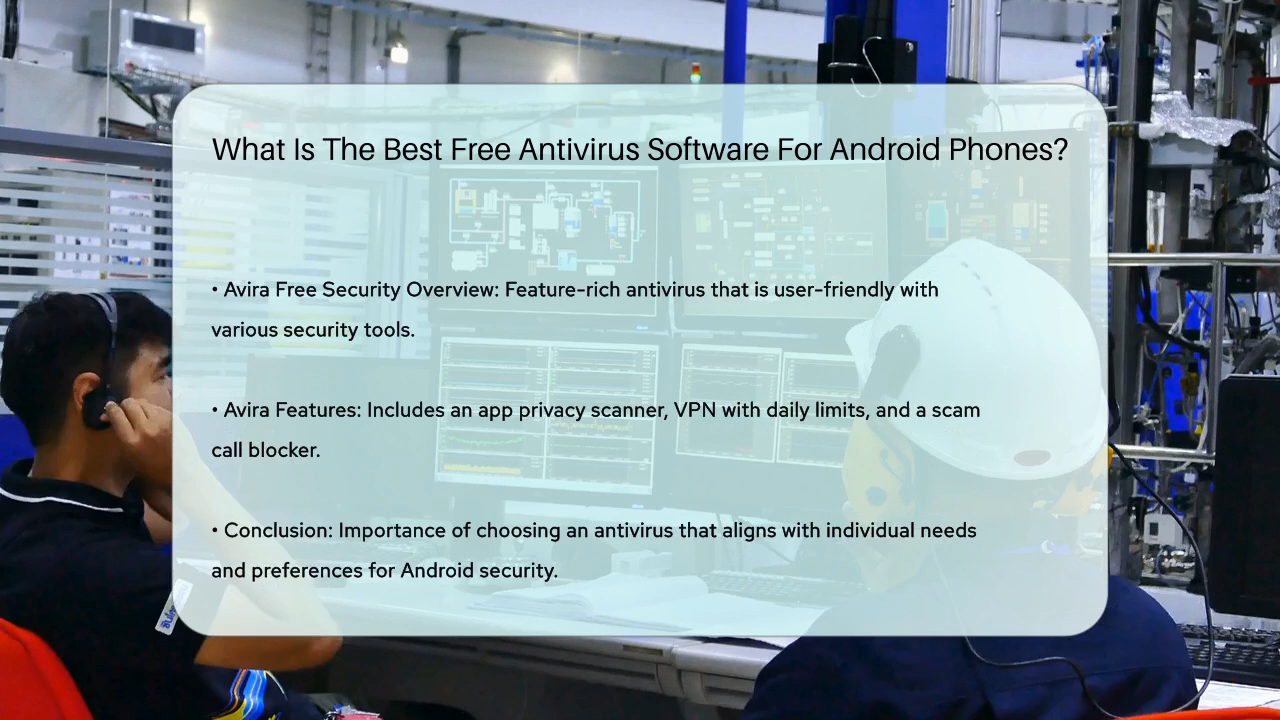 What Is The Best Free Antivirus Software For Android Phones?
• Avira Free Security Overview: Feature-rich antivirus that is user-friendly with
various security tools.
• Avira Features: Includes an app privacy scanner, VPN with daily limits, and a scam
call blocker.
• Conclusion: Importance of choosing an antivirus that aligns with individual needs
and preferences for Android security.